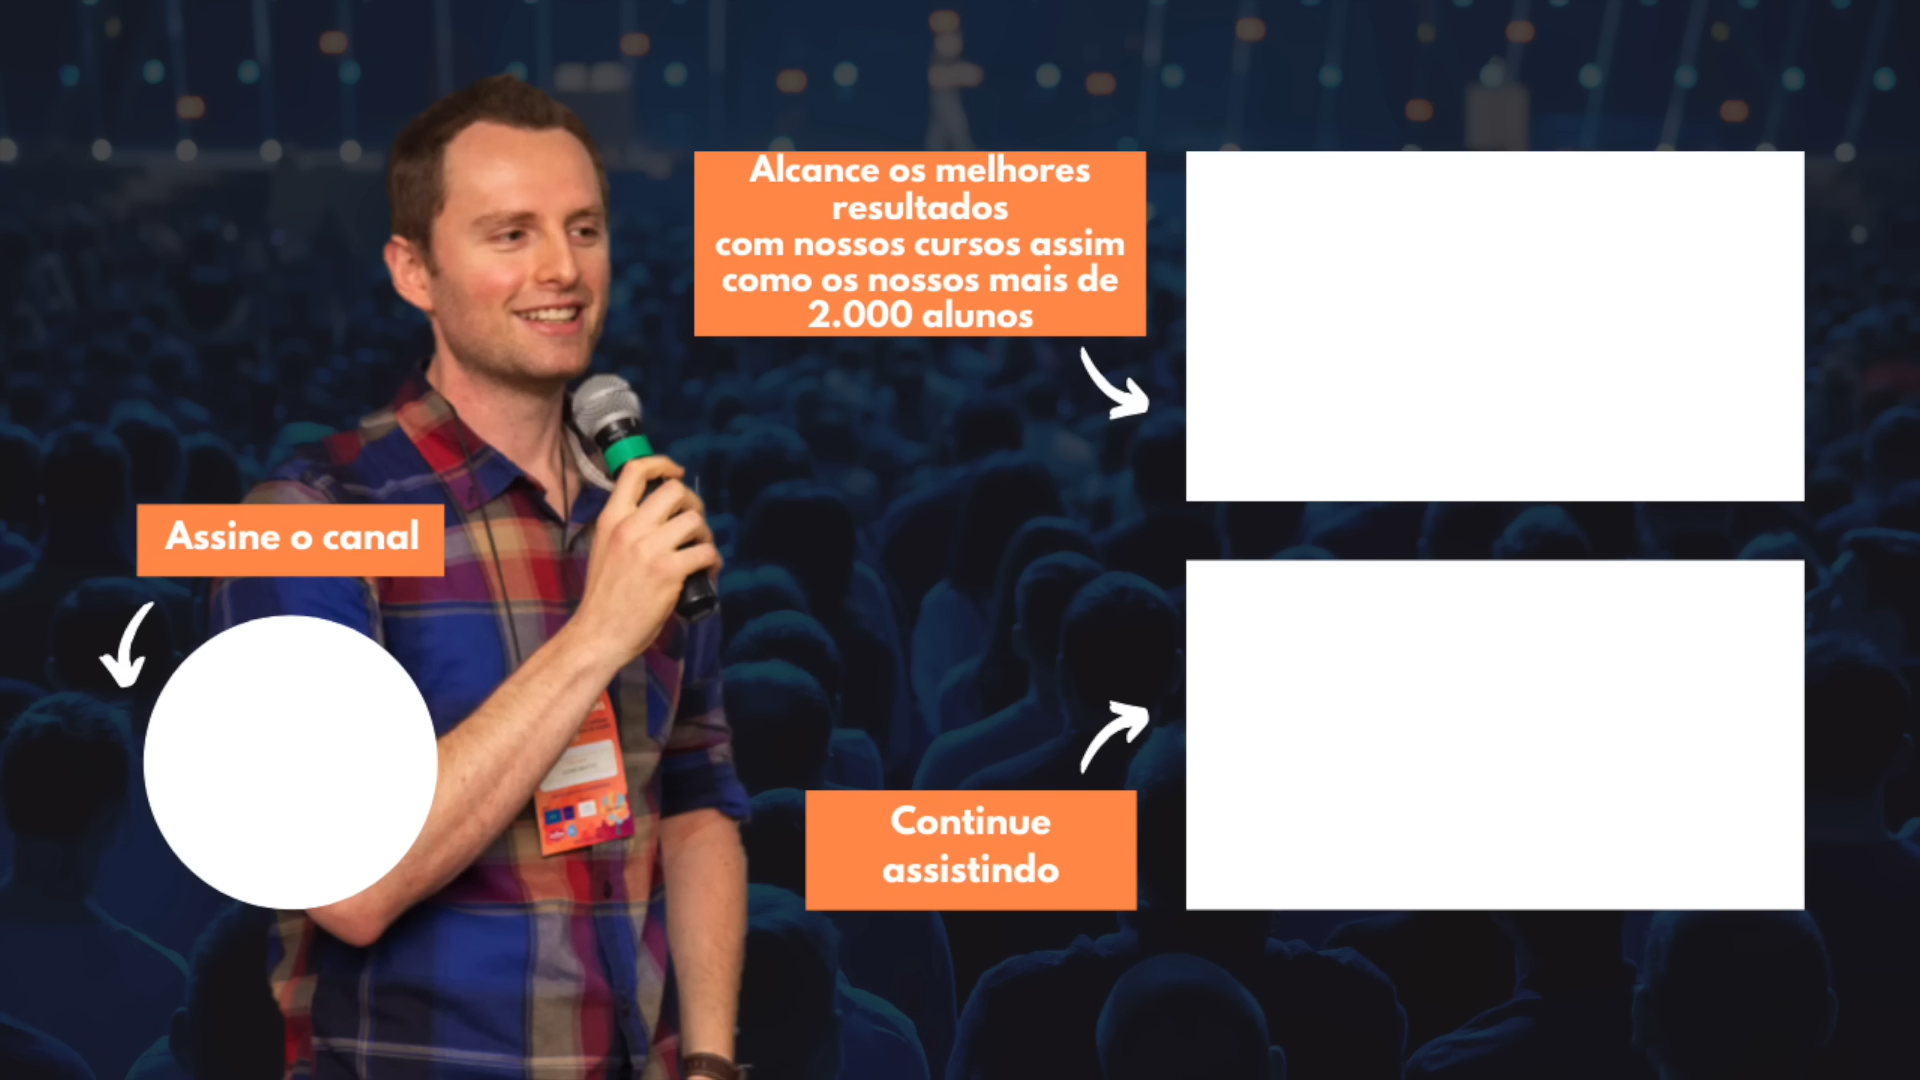 Alcance os melhores
resultados
com nossos cursos assim
como os nossos mais de
2.000 alunos
Assine o canal
Continue
assistindo